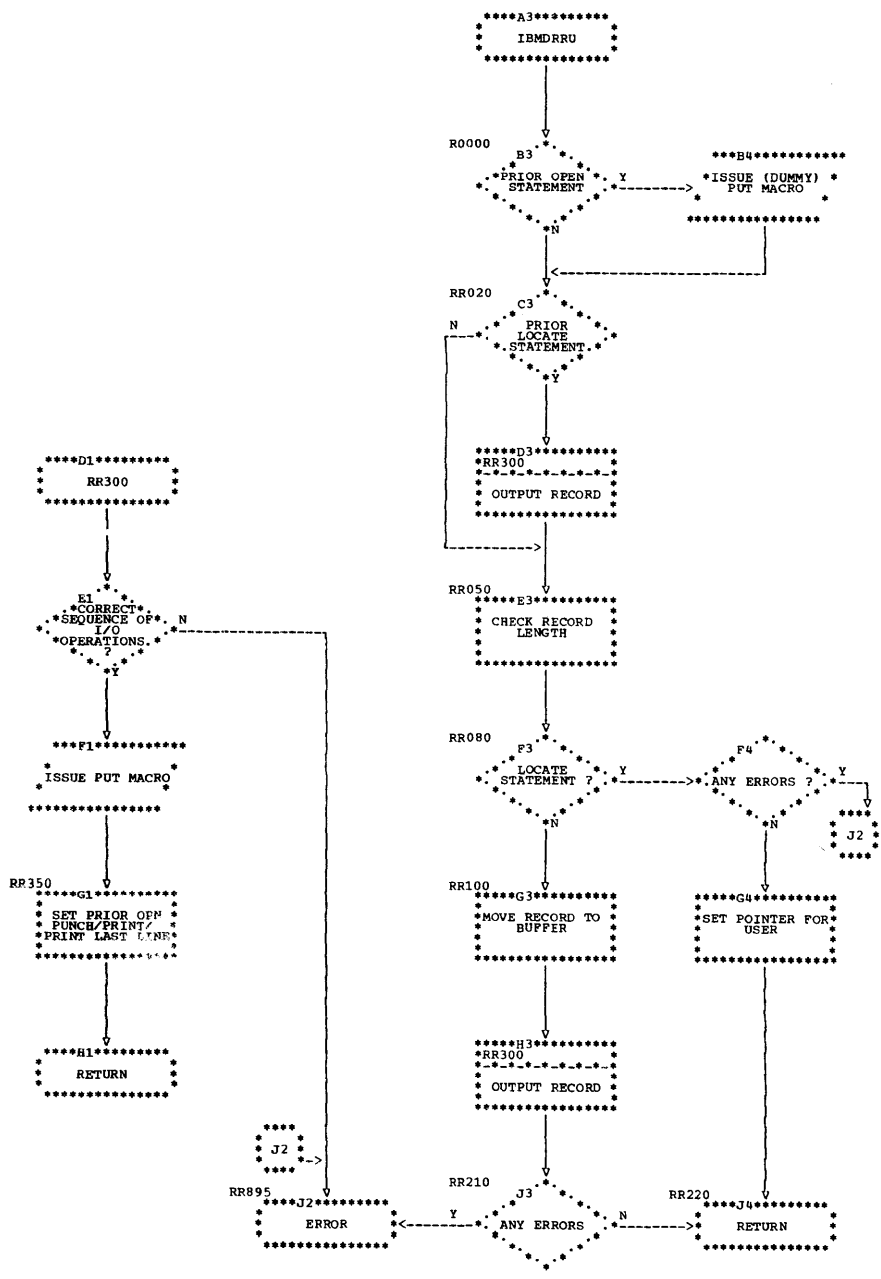 A3
IBMDRRU
R0000
B3
PRIOR OPEN
STATEMENT
Y
N
B4
ISSUE (DUMMY)
PUT MACRO
RR020
C3
PRIOR
LOCATE
STATEMENT
N
Y
D3
RR300
OUTPUT RECORD
D1
RR300
E1
CORRECT
SEQUENCE OF
I/O
OPERATIONS
?
N
Y
RR050
E3
CHECK RECORD
LENGTH
F1
ISSUE PUT MACRO
RR080
F3
LOCATE
STATEMENT ?
Y
N
F4
ANY ERRORS ?
Y
N
J2
RR350
G1
SET PRIOR OPN
PUNCH/PRINT/
PRINT LAST LINE
RR100
G3
MOVE RECORD TO
BUFFER
G4
SET POINTER FOR
USER
H1
RETURN
H3
RR300
OUTPUT RECORD
J2
RR895
J2
ERROR
RR210
J3
ANY ERRORS
Y
N
RR220
J4
RETURN